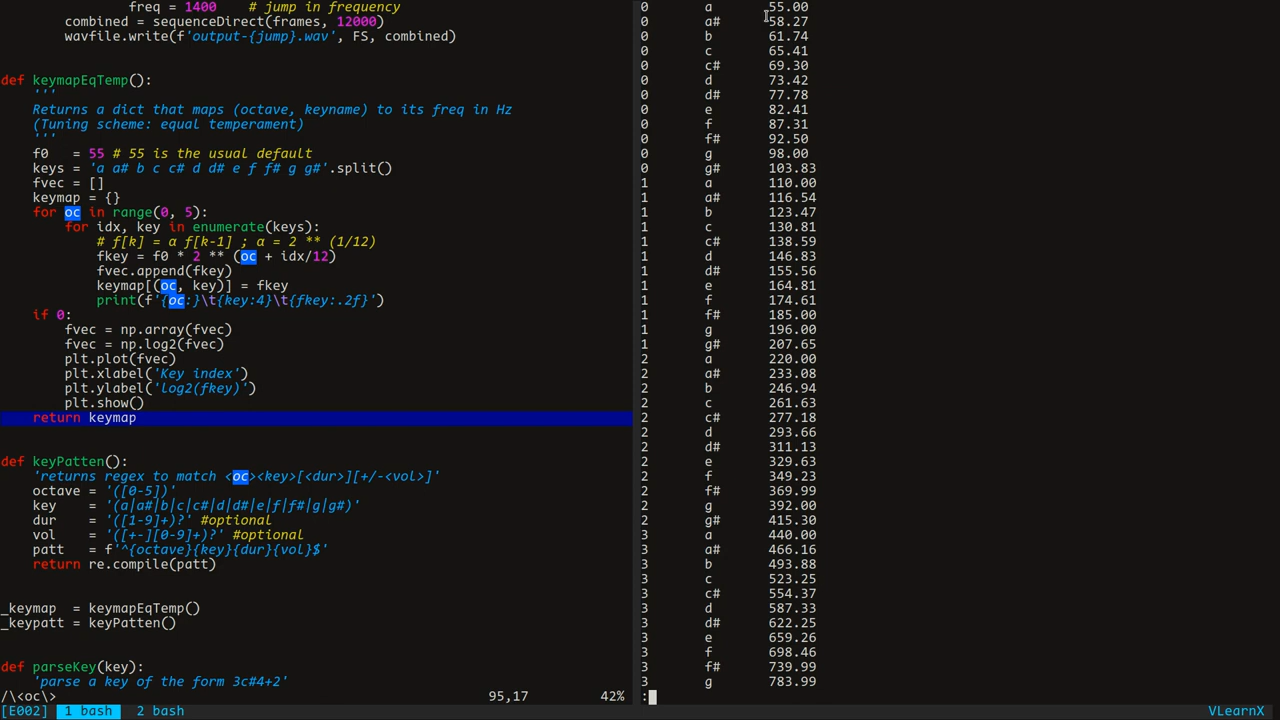 freq = 1400    # jump in frequency
combined = sequenceDirect(frames, 12000)
wavfile.write(f'output-{jump}.wav', FS, combined)
def keymapEqTemp():
'''
Returns a dict that maps (octave, keyname) to its freq in Hz
(Tuning scheme: equal temperament)
'''
f0   = 55 # 55 is the usual default
keys = 'a a# b c c# d d# e f f# g g#'.split()
fvec = []
keymap = {}
for oc in range(0, 5):
for idx, key in enumerate(keys):
# f[k] = α f[k-1] ; α = 2 ** (1/12)
fkey = f0 * 2 ** (oc + idx/12)
fvec.append(fkey)
keymap[(oc, key)] = fkey
print(f'{oc:}\t{key:4}\t{fkey:.2f}')
if 0:
fvec = np.array(fvec)
fvec = np.log2(fvec)
plt.plot(fvec)
plt.xlabel('Key index')
plt.ylabel('log2(fkey)')
plt.show()
return keymap
def keyPatten():
'returns regex to match <oc><key>[<dur>][+/-<vol>]'
octave = '([0-5])'
key    = '(a|a#|b|c|c#|d|d#|e|f|f#|g|g#)'
dur    = '([1-9]+)?' #optional
vol    = '([+-][0-9]+)?' #optional
patt   = f'^{octave}{key}{dur}{vol}$'
return re.compile(patt)
_keymap  = keymapEqTemp()
_keypatt = keyPatten()
def parseKey(key):
'parse a key of the form 3c#4+2'
/\<oc\>    95,17    42%
0    a    55.00
0    a#    58.27
0    b    61.74
0    c    65.41
0    c#    69.30
0    d    73.42
0    d#    77.78
0    e    82.41
0    f    87.31
0    f#    92.50
0    g    98.00
0    g#    103.83
1    a    110.00
1    a#    116.54
1    b    123.47
1    c    130.81
1    c#    138.59
1    d    146.83
1    d#    155.56
1    e    164.81
1    f    174.61
1    f#    185.00
1    g    196.00
1    g#    207.65
2    a    220.00
2    a#    233.08
2    b    246.94
2    c    261.63
2    c#    277.18
2    d    293.66
2    d#    311.13
2    e    329.63
2    f    349.23
2    f#    369.99
2    g    392.00
2    g#    415.30
3    a    440.00
3    a#    466.16
3    b    493.88
3    c    523.25
3    c#    554.37
3    d    587.33
3    d#    622.25
3    e    659.26
3    f    698.46
3    f#    739.99
3    g    783.99
:
[E002]  1 bash   2 bash    VLearnX